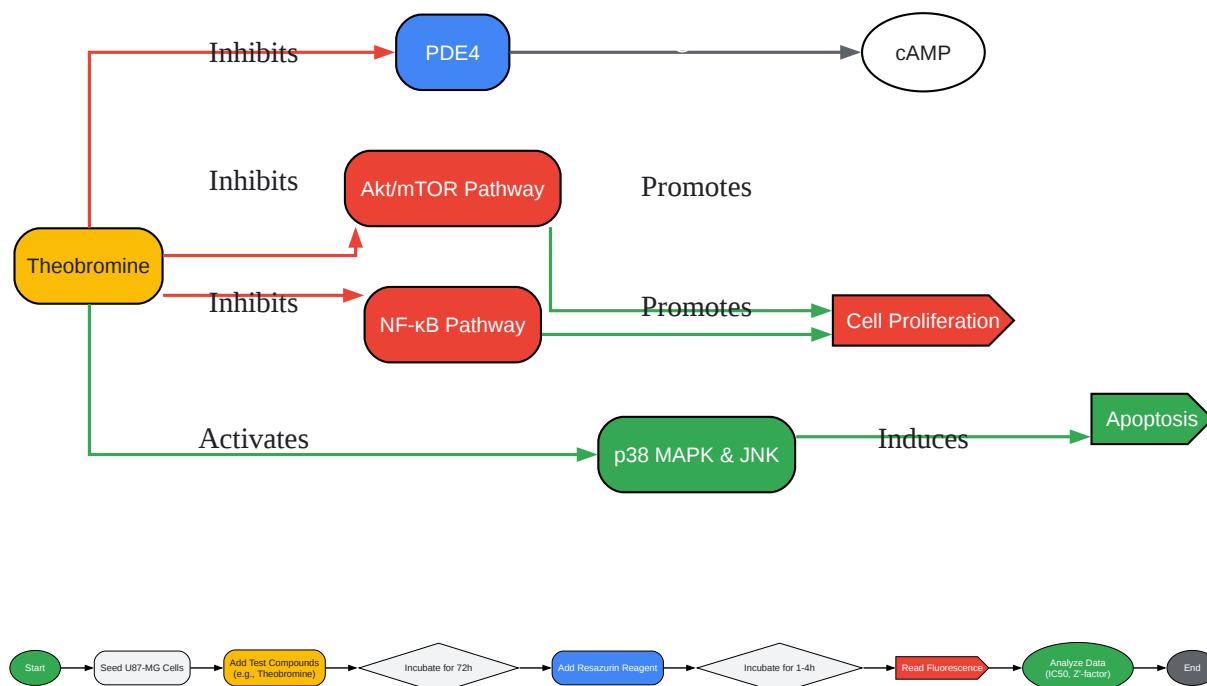 Inhibits
PDE4
cAMP
Inhibits
Akt/mTOR Pathway
Promotes
Theobromine
Inhibits
NF-κB Pathway
Promotes
Cell Proliferation
Activates
p38 MAPK & JNK
Induces
Apoptosis
Start
Seed U87-MG Cells
Add Test Compounds
(e.g., Theobromine)
Incubate for 72h
Add Resazurin Reagent
Incubate for 1-4h
Read Fluorescence
Analyze Data
(IC50, Z'-factor)
End